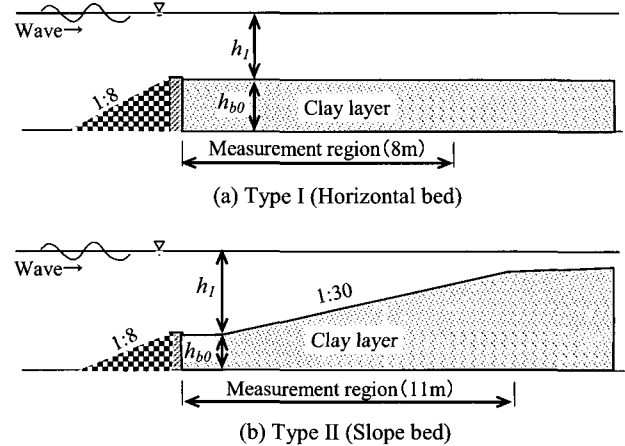 h1
Wave→
1:8
hb0
Clay layer
Measurement region(8m)
(a) Type I (Horizontal bed)
Wave→
h1
1:30
1:8
hb0
Clay layer
Measurement region(11m)
(b) Type II (Slope bed)